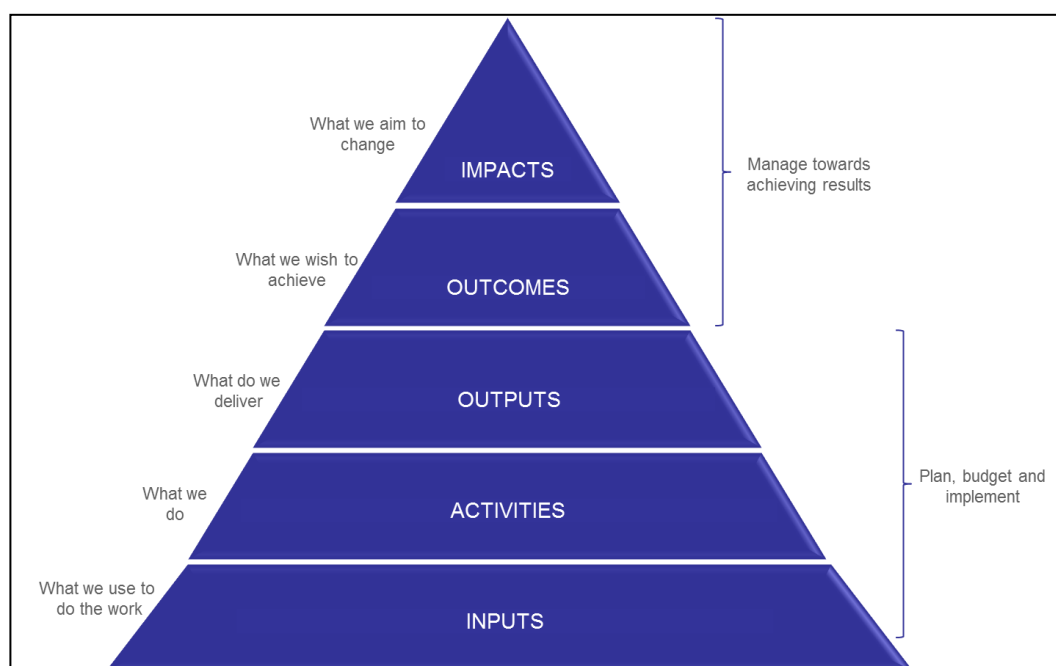 What we aim to
change
IMPACTS
Manage towards
achieving results
What we wish to
achieve
OUTCOMES
What do we
deliver
OUTPUTS
What we
do
ACTIVITIES
Plan, budget and
implement
What we use to
do the work
INPUTS